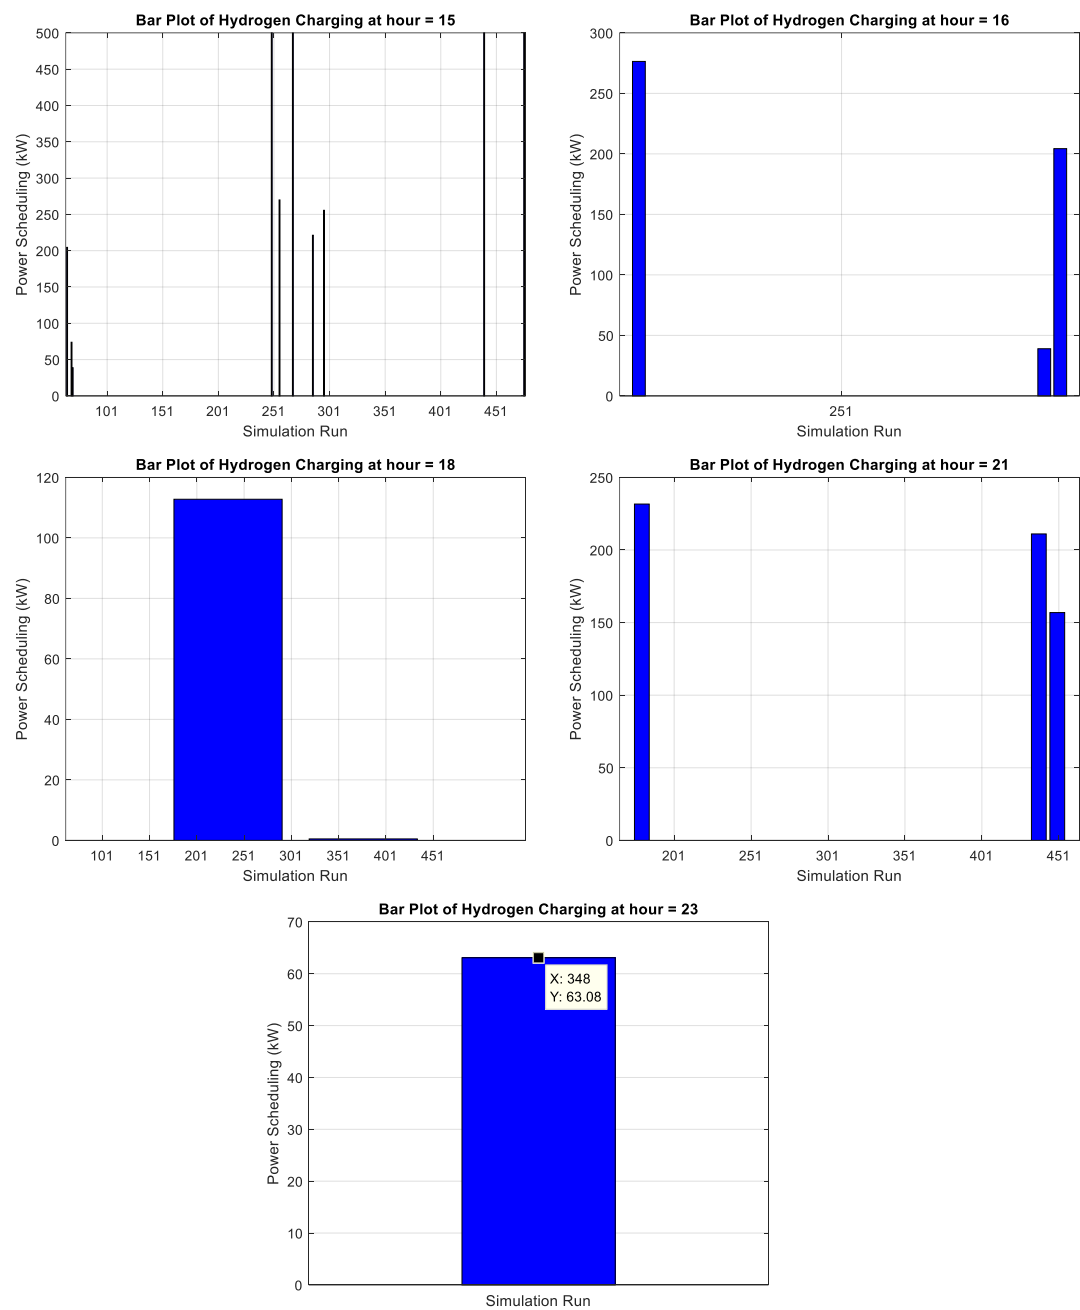 Bar Plot of Hydrogen Charging at hour = 15
500
450
400
350
300
250
200
150
100
50
0
Power Scheduling (kW)
101 151 201 251 301 351 401 451
Simulation Run
Bar Plot of Hydrogen Charging at hour = 16
300
250
200
150
100
50
0
Power Scheduling (kW)
251
Simulation Run
Bar Plot of Hydrogen Charging at hour = 18
120
100
80
60
40
20
0
Power Scheduling (kW)
101 151 201 251 301 351 401 451
Simulation Run
Bar Plot of Hydrogen Charging at hour = 21
250
200
150
100
50
0
Power Scheduling (kW)
201 251 301 351 401 451
Simulation Run
Bar Plot of Hydrogen Charging at hour = 23
70
60
50
40
30
20
10
0
Power Scheduling (kW)
X: 348
Y: 63.08
Simulation Run